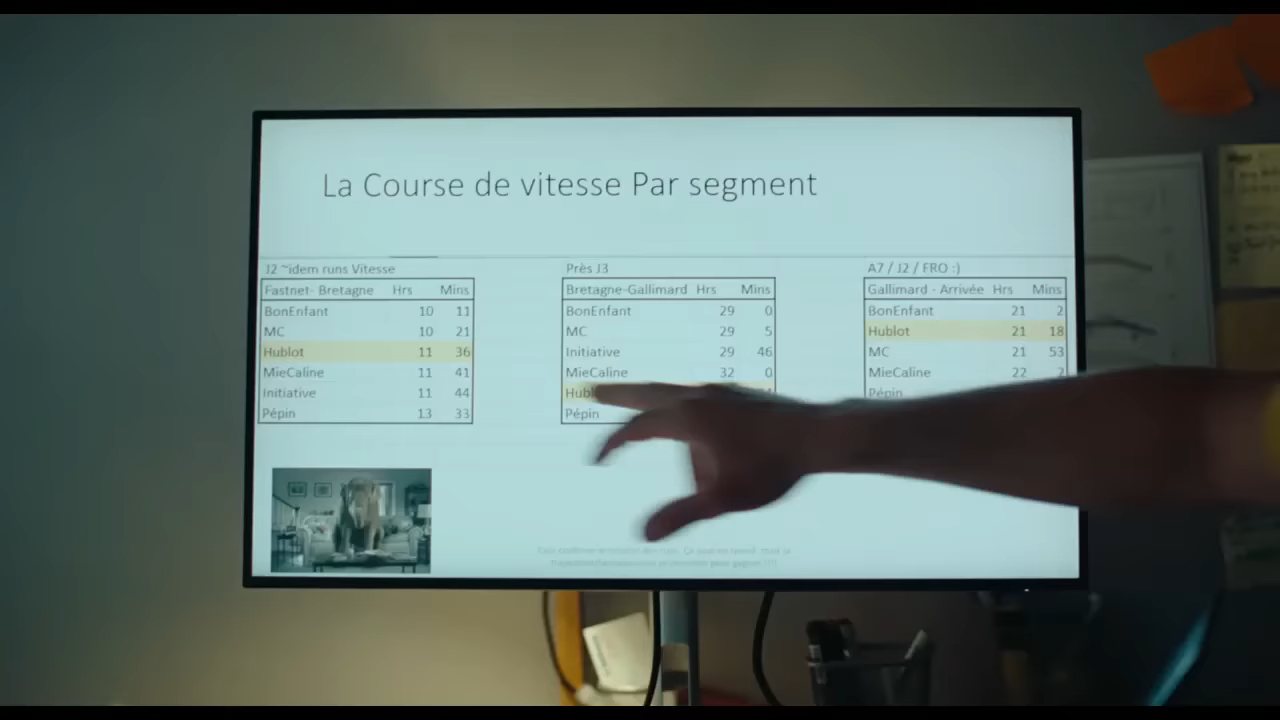 La Course de vitesse Par segment
J2 ~idem runs Vitesse
Fastnet- Bretagne Hrs Mins
BonEnfant 10 11
MC 10 21
Hublot 11 36
MieCaline 11 41
Initiative 11 44
Pépin 13 33
Près J3
Bretagne-Gallimard Hrs Mins
BonEnfant 29 0
MC 29 5
Initiative 29 46
MieCaline 32 0
Pépin
A7 / J2 / FRO :)
Gallimard - Arrivée Hrs Mins
BonEnfant 21 2
Hublot 21 18
MC 21 53
MieCaline 22 2
Pépin